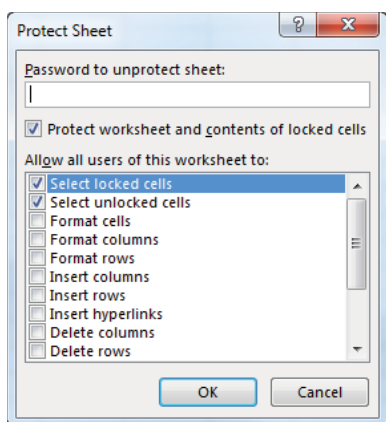 Protect Sheet
?
Password to unprotect sheet:
Protect worksheet and contents of locked cells
Allow all users of this worksheet to:
Select locked cells
Select unlocked cells
Format cells
Format columns
Format rows
Insert columns
Insert rows
Insert hyperlinks
Delete columns
Delete rows
OK Cancel